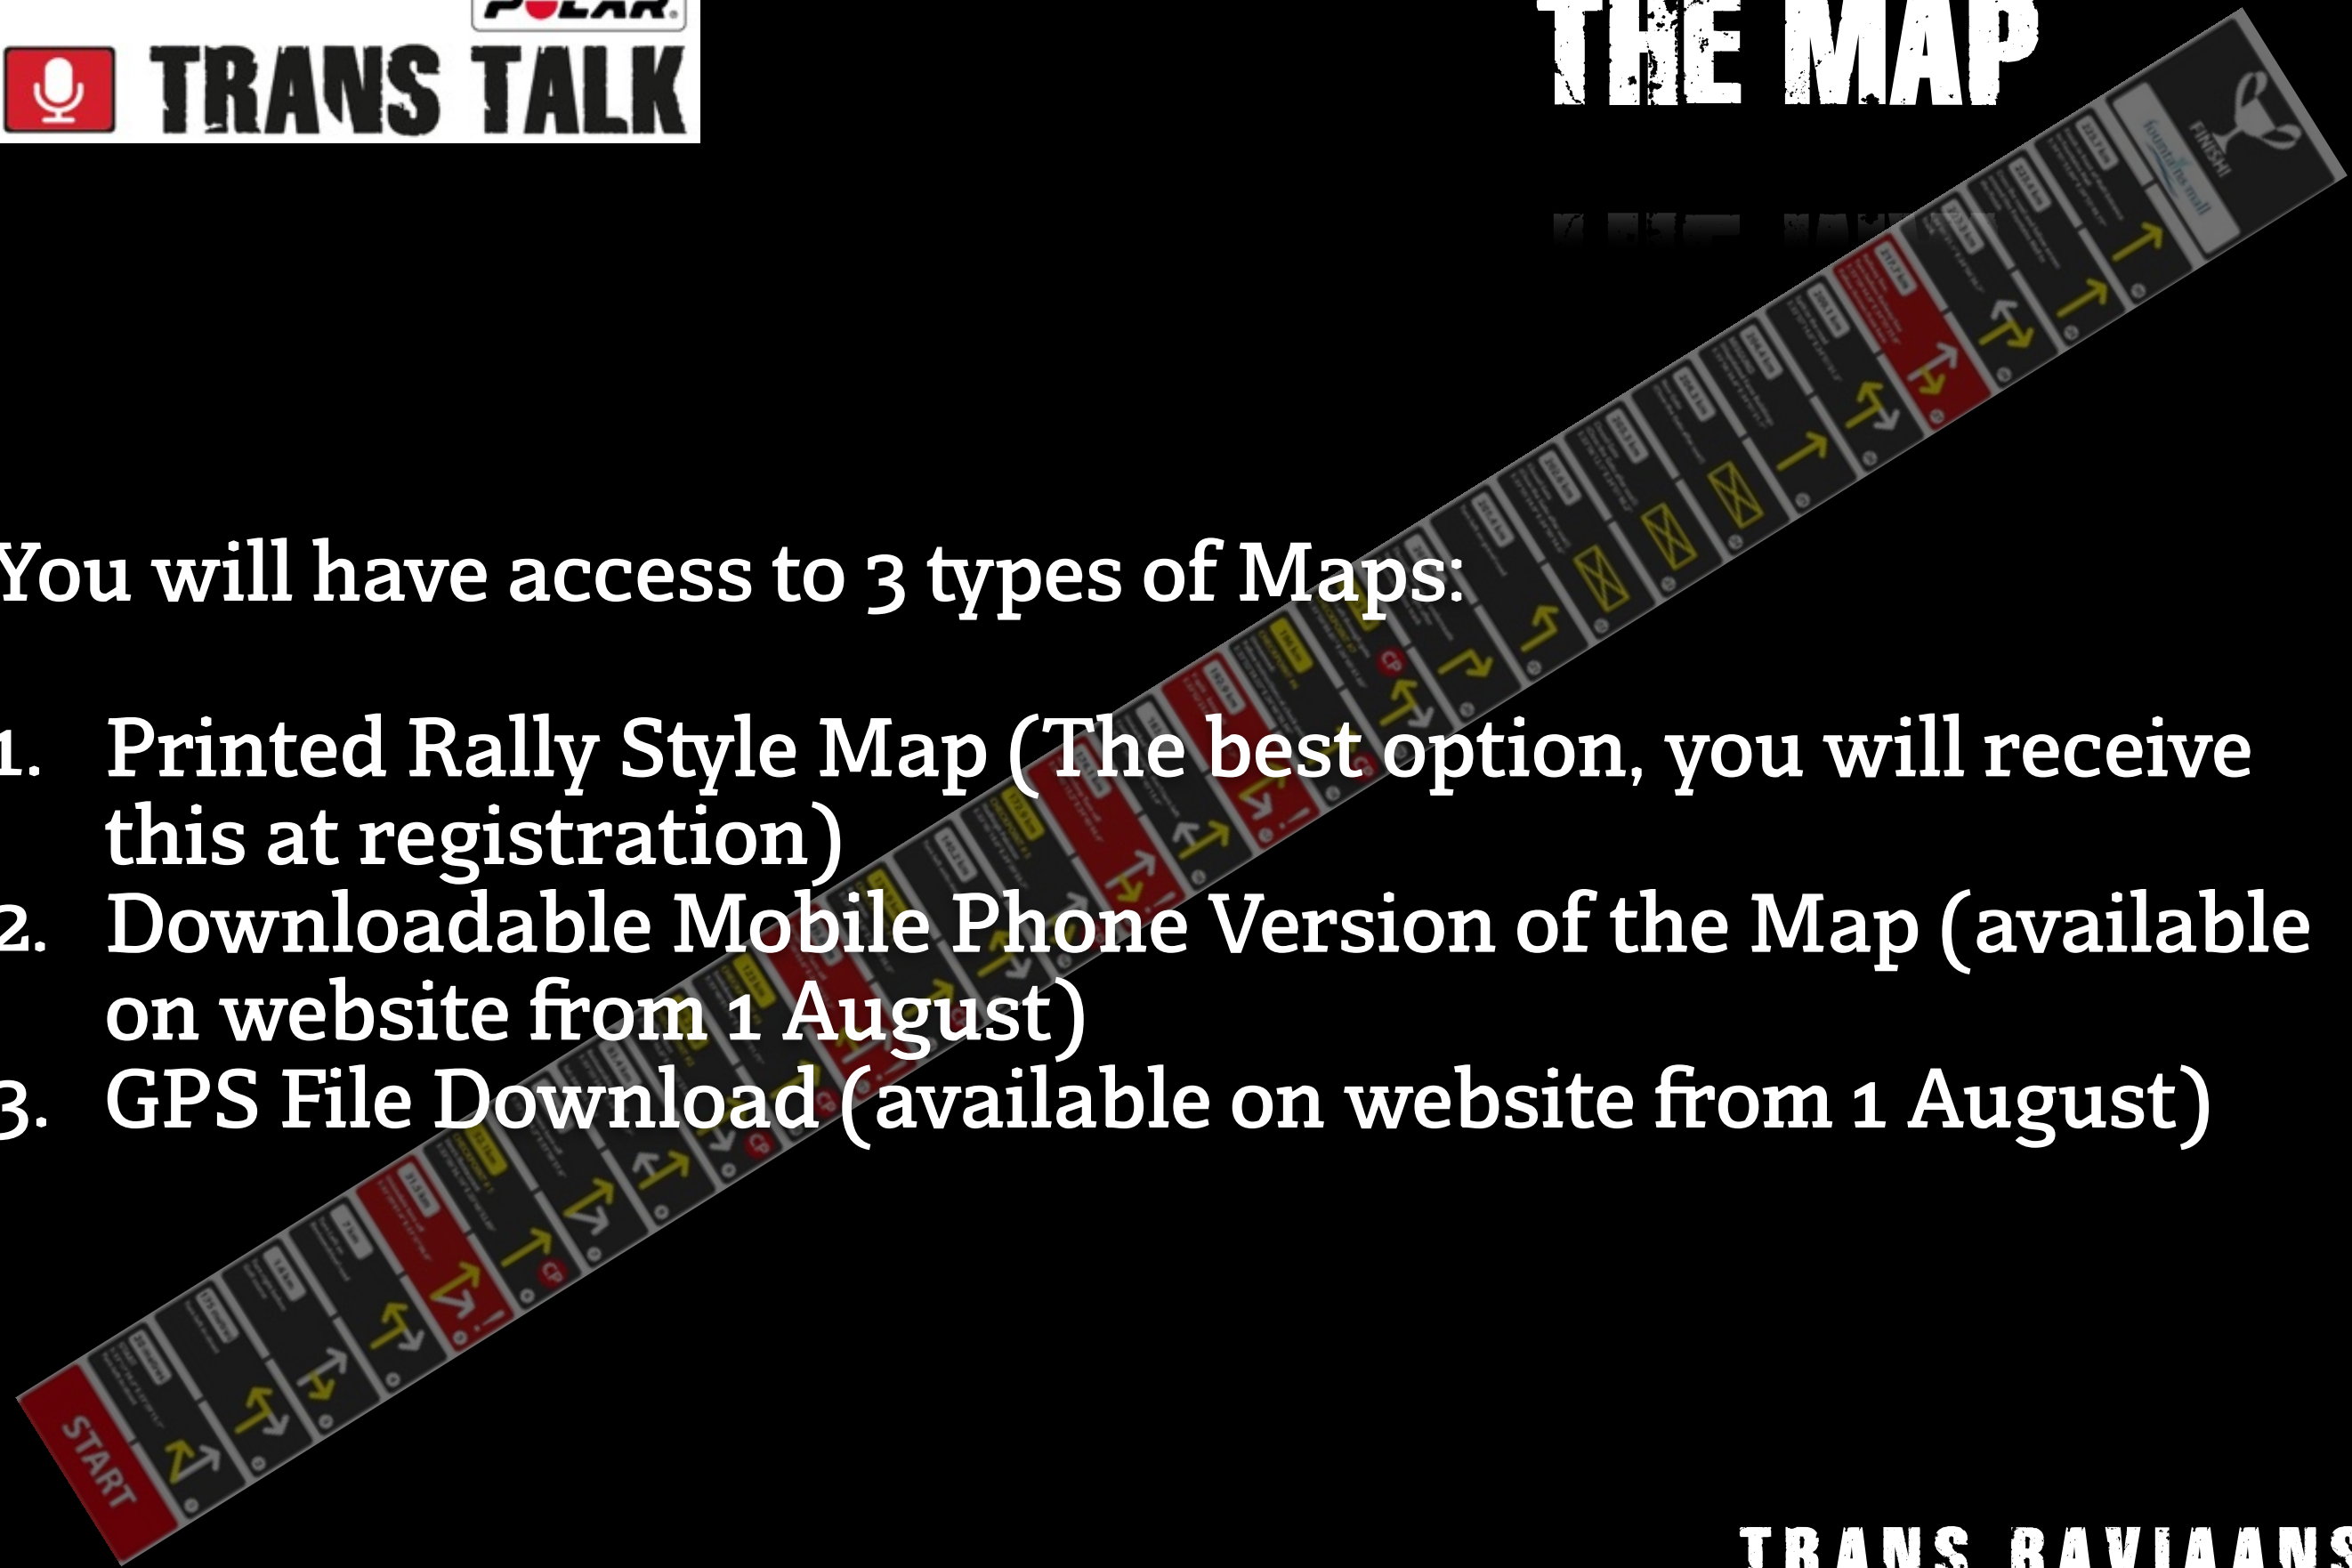 POLAR
TRANS TALK
THE MAP
You will have access to 3 types of Maps:
1. Printed Rally Style Map (The best option, you will receive
this at registration)
2. Downloadable Mobile Phone Version of the Map (available
on website from 1 August)
3. GPS File Download (available on website from 1 August)
START
FINISH!
fountains mall
TRANS BAVIAANS